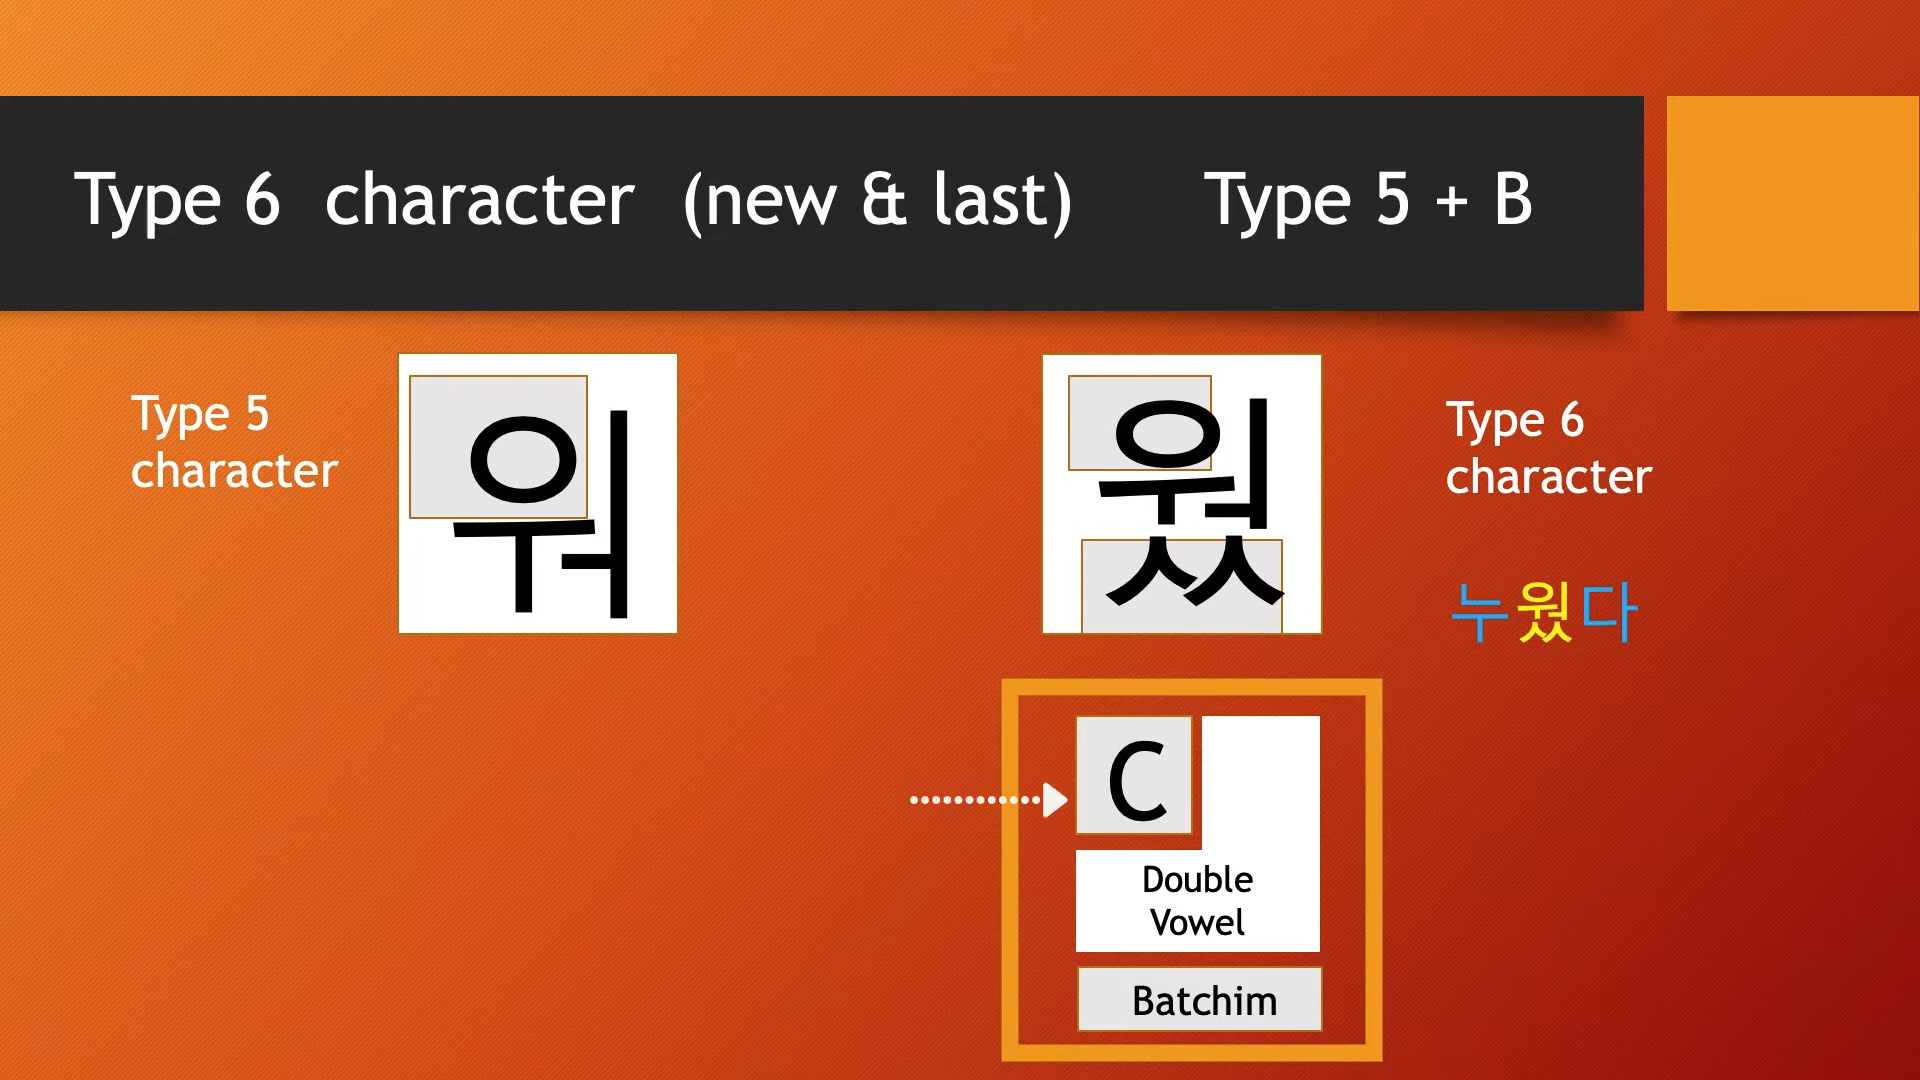 Type 6 character (new & last) Type 5 + B
Type 5
character
워
웠
Type 6
character
누웠다
C
Double
Vowel
Batchim